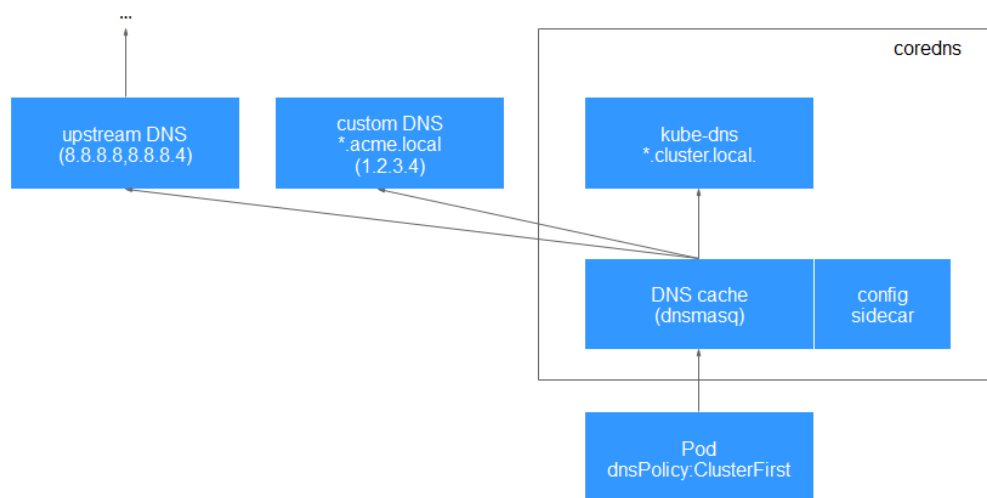 ...
coredns
upstream DNS
(8.8.8.8,8.8.8.4)
custom DNS
*.acme.local
(1.2.3.4)
kube-dns
*.cluster.local.
DNS cache
(dnsmasq)
config
sidecar
Pod
dnsPolicy:ClusterFirst